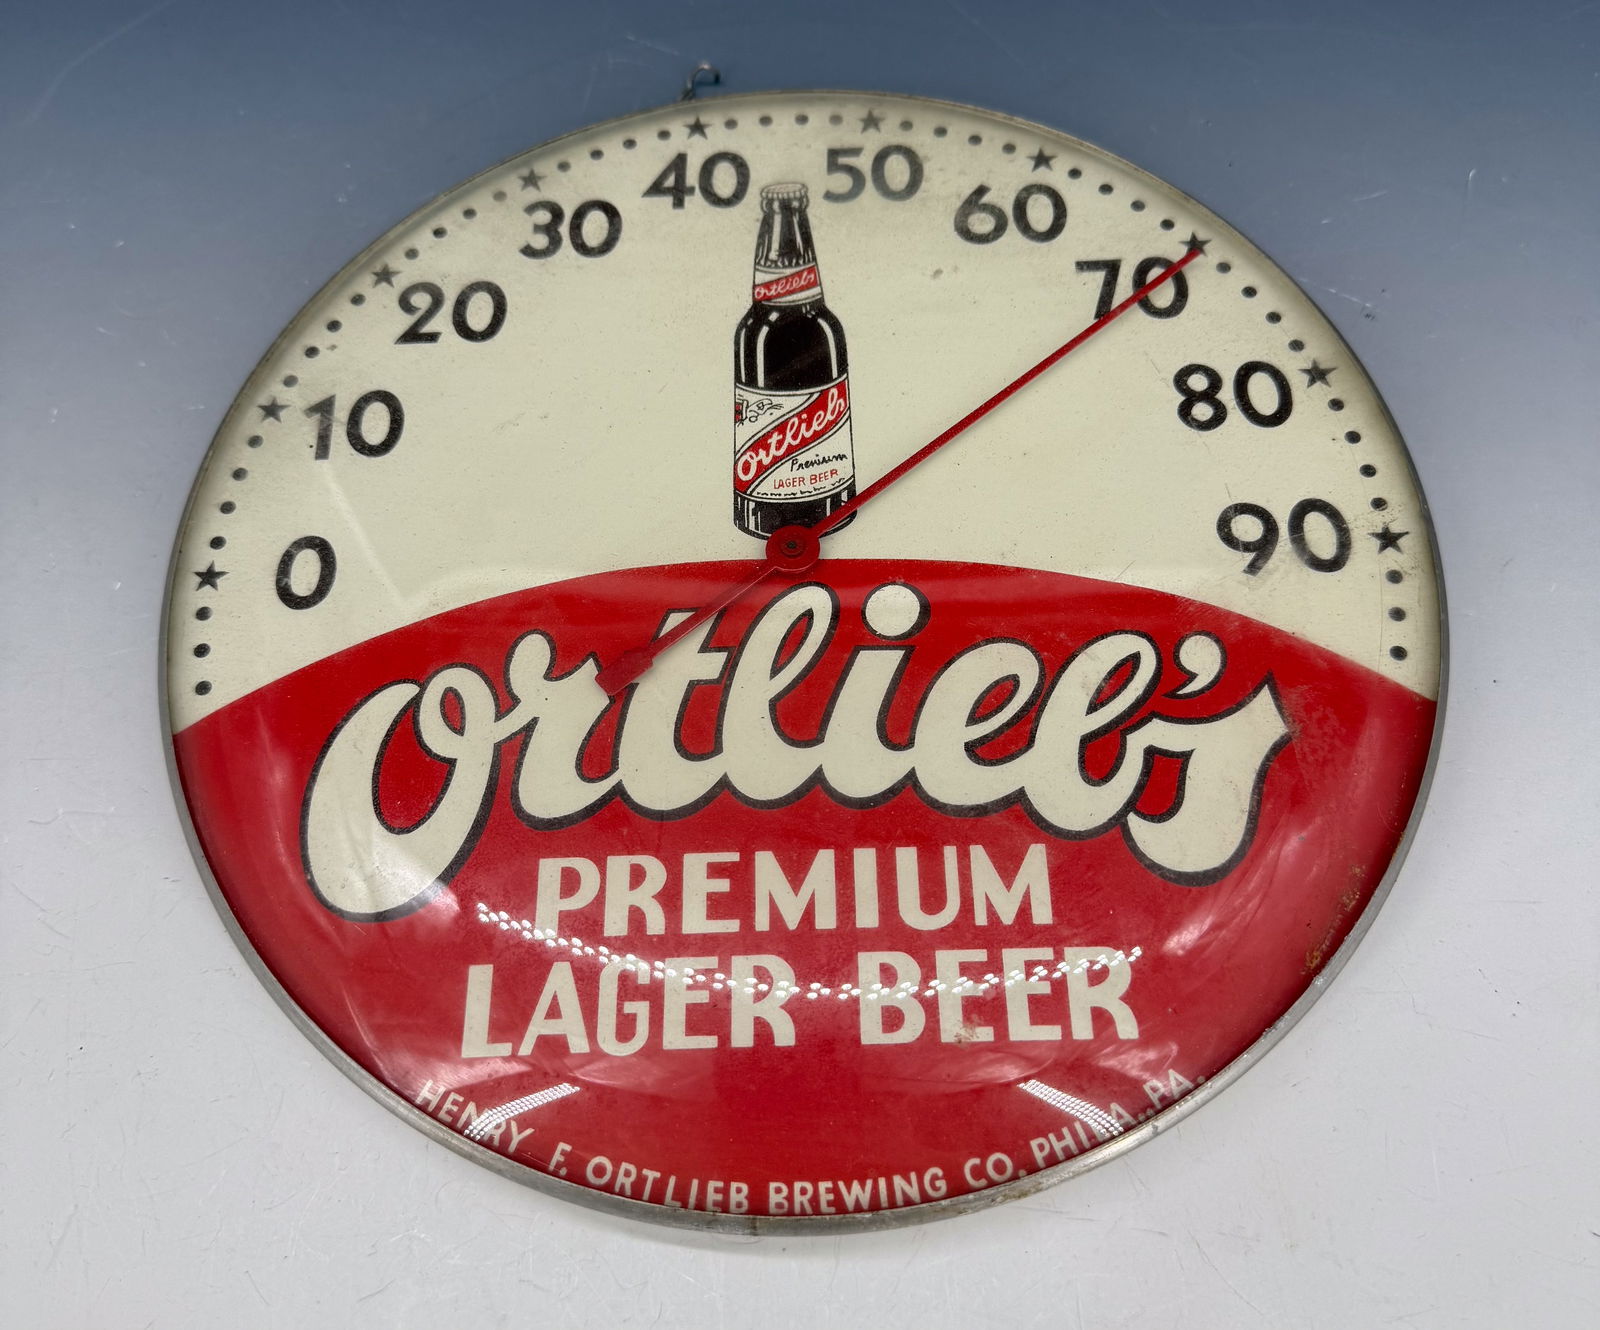 0 10 20 30 40 50 60 70 80 90
Ortlieb's
Ortlieb's
Premium
LAGER BEER
Ortlieb's
PREMIUM
LAGER BEER
HENRY F. ORTLIEB BREWING CO. PHILA., PA.